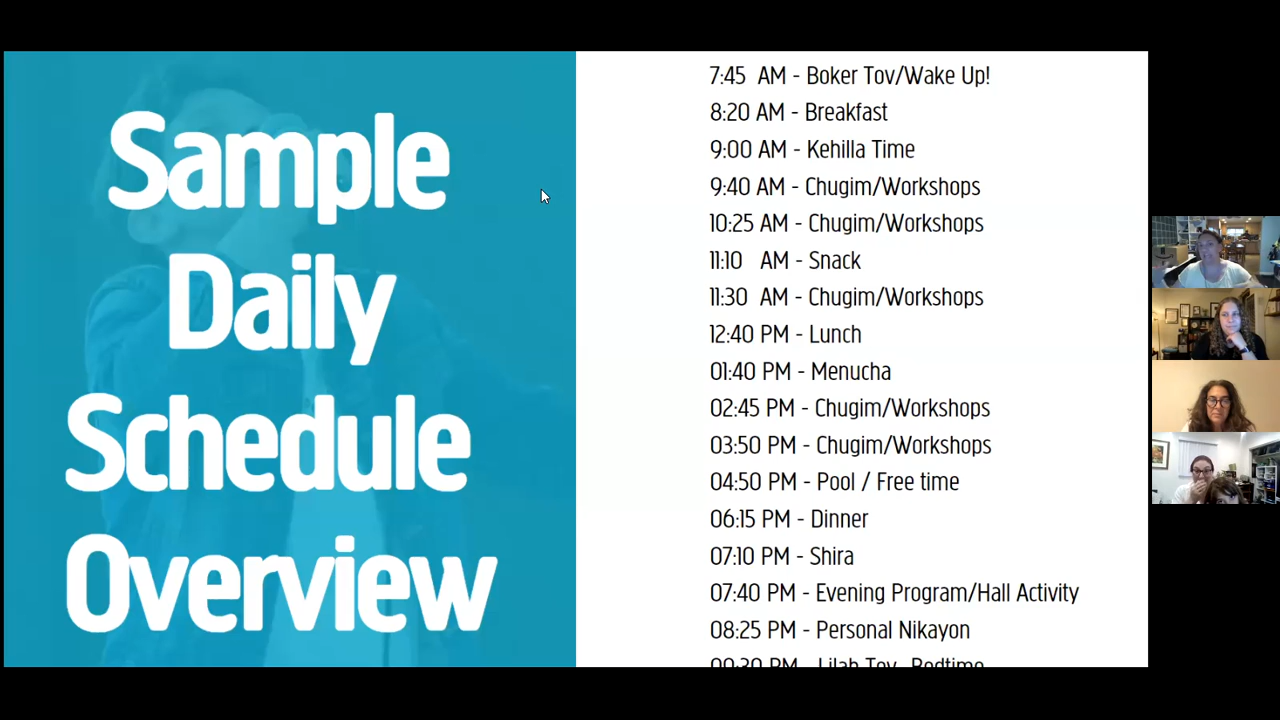 Sample
Daily
Schedule
Overview
7:45 AM - Boker Tov/Wake Up!
8:20 AM - Breakfast
9:00 AM - Kehilla Time
9:40 AM - Chugim/Workshops
10:25 AM - Chugim/Workshops
11:10 AM - Snack
11:30 AM - Chugim/Workshops
12:40 PM - Lunch
01:40 PM - Menucha
02:45 PM - Chugim/Workshops
03:50 PM - Chugim/Workshops
04:50 PM - Pool / Free time
06:15 PM - Dinner
07:10 PM - Shira
07:40 PM - Evening Program/Hall Activity
08:25 PM - Personal Nikayon
PM - Lilah Tov Bedtime